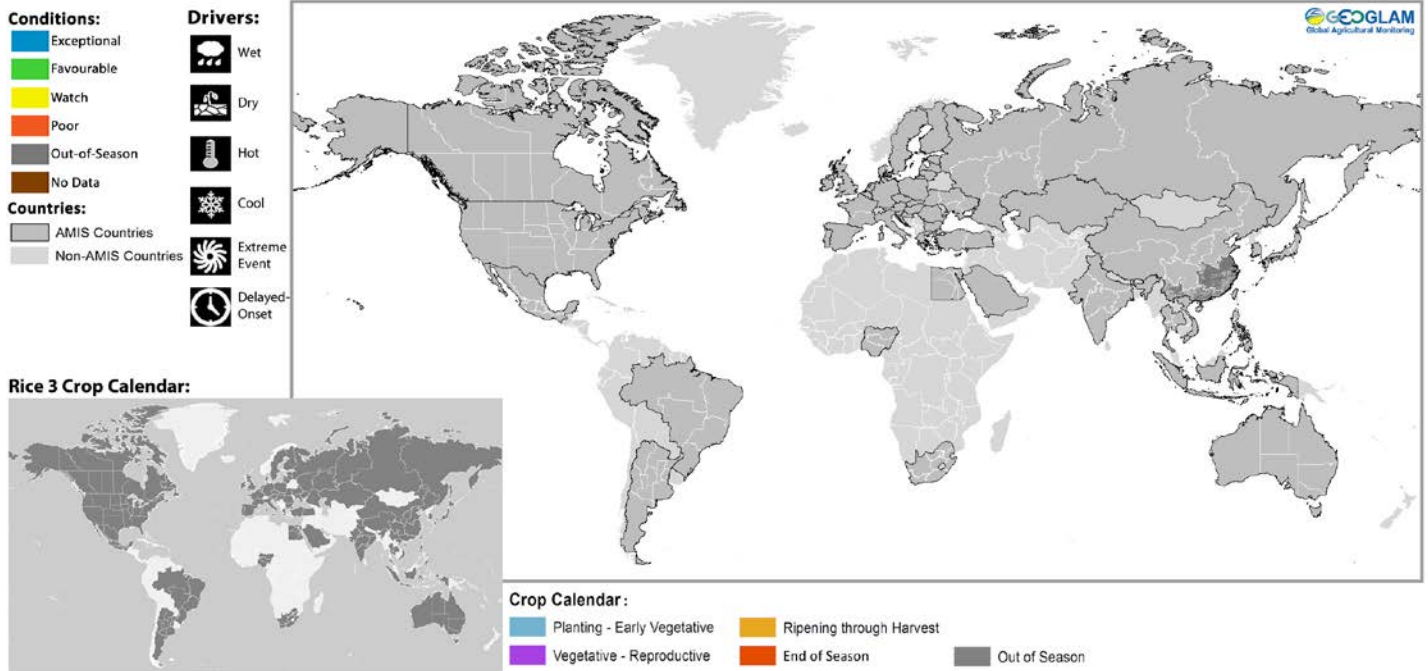 Conditions:
Exceptional
Favourable
Watch
Poor
Out-of-Season
No Data
Countries:
AMIS Countries
Non-AMIS Countries
Drivers:
Wet
Dry
Hot
Cool
Extreme
Event
Delayed-
Onset
GEOGLAM
Global Agricultural Monitoring
Rice 3 Crop Calendar:
Crop Calendar :
Planting - Early Vegetative
Ripening through Harvest
Vegetative - Reproductive
End of Season
Out of Season